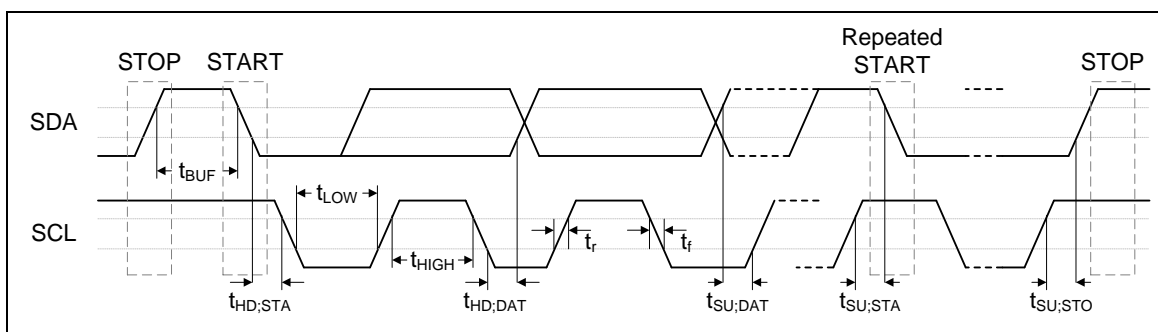 Repeated
STOP START START STOP
SDA
t_BUF
t_LOW
SCL
t_HIGH t_r t_f
t_HD;STA t_HD;DAT t_SU;DAT t_SU;STA t_SU;STO